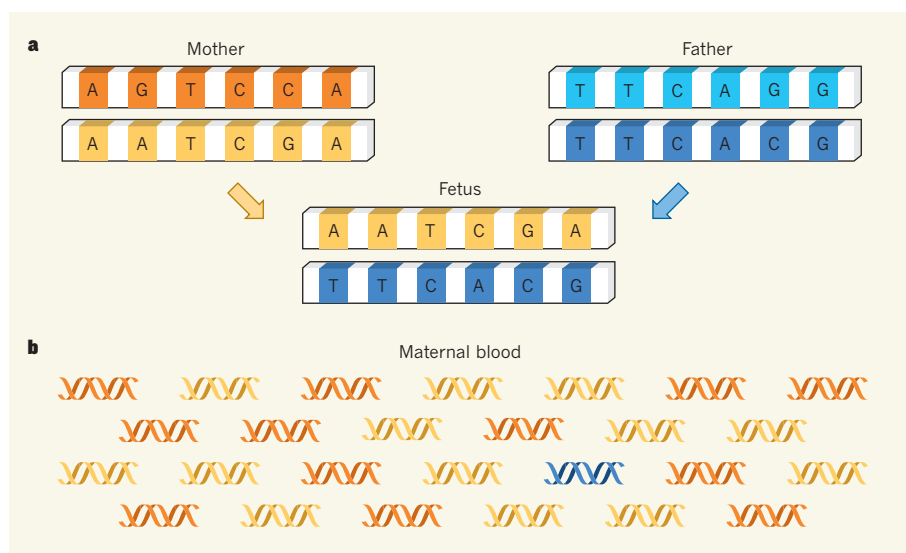 a
Mother
Father
A G T C C A
T T C A G G
A A T C G A
T T C A C G
Fetus
A A T C G A
T T C A C G
b
Maternal blood